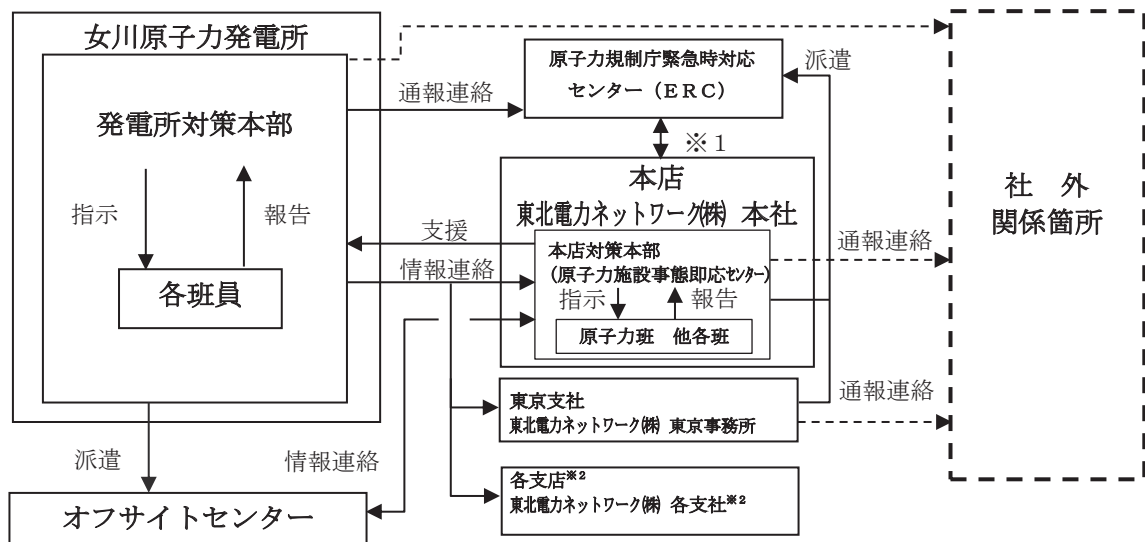 女川原子力発電所
発電所対策本部
指示
報告
各班員
派遣
オフサイトセンター
通報連絡
支援
情報連絡
情報連絡
原子力規制庁緊急時対応
センター（ＥＲＣ）
派遣
※１
本店
東北電力ネットワーク㈱ 本社
本店対策本部
(原子力施設事態即応ｾﾝﾀｰ)
指示
報告
原子力班 他各班
東京支社
東北電力ネットワーク㈱ 東京事務所
各支店※2
東北電力ネットワーク㈱ 各支社※2
通報連絡
通報連絡
社 外
関係箇所